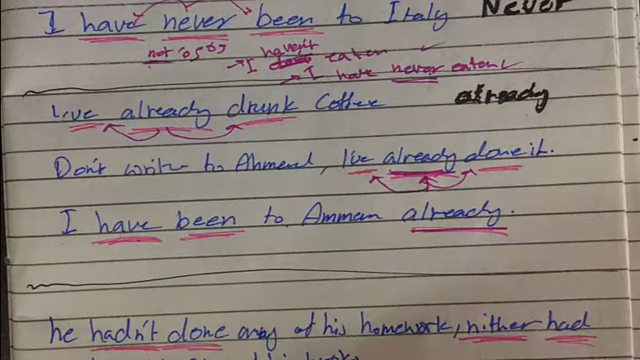 I have never been to Italy Never
not
→ I haven't eaten ✓
→ I have never eaten ✓
I've already drunk Coffee already
Don't write to Ahmend, I've already done it.
I have been to Amman already.
he hadn't done any of his homework, nither had